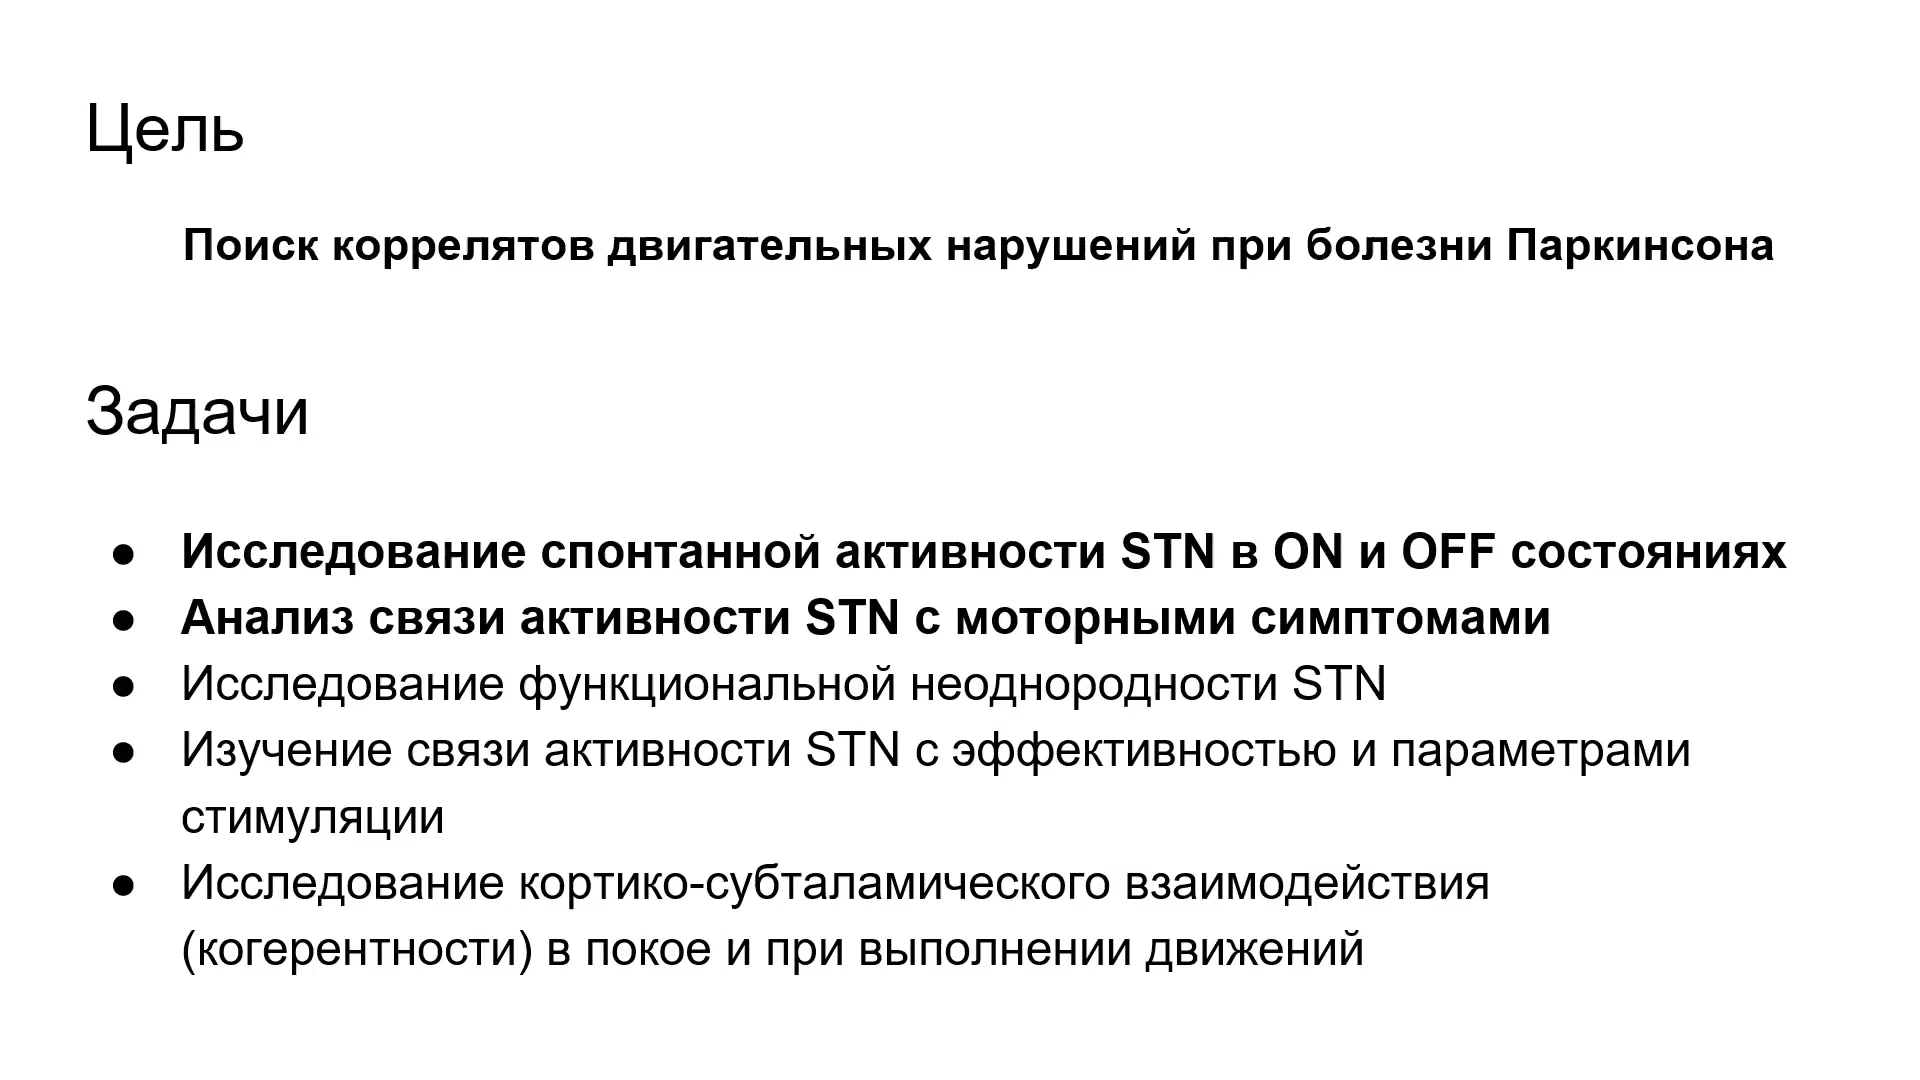 Цель
Поиск коррелятов двигательных нарушений при болезни Паркинсона
Задачи
● Исследование спонтанной активности STN в ON и OFF состояниях
● Анализ связи активности STN с моторными симптомами
● Исследование функциональной неоднородности STN
● Изучение связи активности STN с эффективностью и параметрами
стимуляции
● Исследование кортико-субталамического взаимодействия
(когерентности) в покое и при выполнении движений